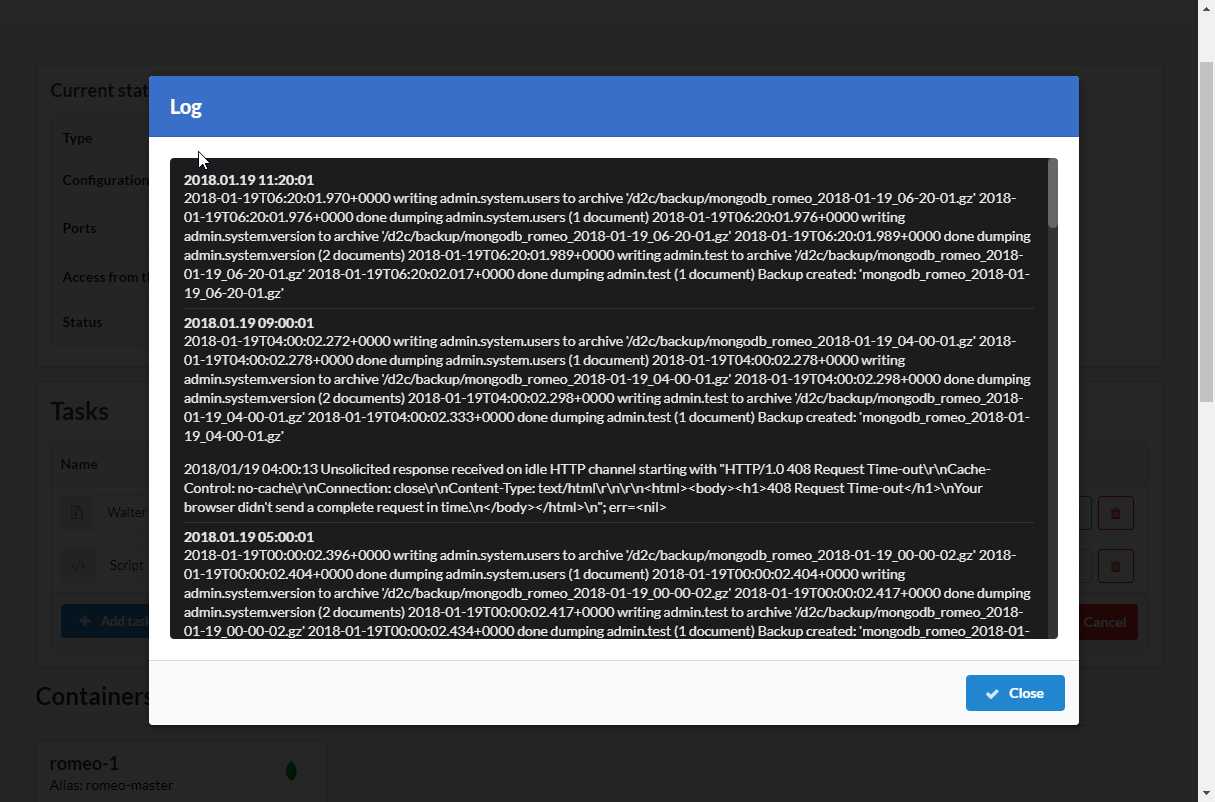 Current stat
Type
Configuration
Ports
Access from t
Status
Tasks
Name
Waiter
Script
Add tas
Cancel
Containers
romeo-1
Alias: romeo-master
Log
2018.01.19 11:20:01
2018-01-19T06:20:01.970+0000 writing admin.system.users to archive '/d2c/backup/mongodb_romeo_2018-01-19_06-20-01.gz' 2018-
01-19T06:20:01.976+0000 done dumping admin.system.users (1 document) 2018-01-19T06:20:01.976+0000 writing
admin.system.version to archive '/d2c/backup/mongodb_romeo_2018-01-19_06-20-01.gz' 2018-01-19T06:20:01.989+0000 done dumping
admin.system.version (2 documents) 2018-01-19T06:20:01.989+0000 writing admin.test to archive '/d2c/backup/mongodb_romeo_2018-
01-19_06-20-01.gz' 2018-01-19T06:20:02.017+0000 done dumping admin.test (1 document) Backup created: 'mongodb_romeo_2018-01-
19_06-20-01.gz'
2018.01.19 09:00:01
2018-01-19T04:00:02.272+0000 writing admin.system.users to archive '/d2c/backup/mongodb_romeo_2018-01-19_04-00-01.gz' 2018-
01-19T04:00:02.278+0000 done dumping admin.system.users (1 document) 2018-01-19T04:00:02.278+0000 writing
admin.system.version to archive '/d2c/backup/mongodb_romeo_2018-01-19_04-00-01.gz' 2018-01-19T04:00:02.298+0000 done dumping
admin.system.version (2 documents) 2018-01-19T04:00:02.298+0000 writing admin.test to archive '/d2c/backup/mongodb_romeo_2018-
01-19_04-00-01.gz' 2018-01-19T04:00:02.333+0000 done dumping admin.test (1 document) Backup created: 'mongodb_romeo_2018-01-
19_04-00-01.gz'
2018/01/19 04:00:13 Unsolicited response received on idle HTTP channel starting with "HTTP/1.0 408 Request Time-out\r\nCache-
Control: no-cache\r\nConnection: close\r\nContent-Type: text/html\r\n\r\n<html><body><h1>408 Request Time-out</h1>\nYour
browser didn't send a complete request in time.\n</body></html>\n"; err=<nil>
2018.01.19 05:00:01
2018-01-19T00:00:02.396+0000 writing admin.system.users to archive '/d2c/backup/mongodb_romeo_2018-01-19_00-00-02.gz' 2018-
01-19T00:00:02.404+0000 done dumping admin.system.users (1 document) 2018-01-19T00:00:02.404+0000 writing
admin.system.version to archive '/d2c/backup/mongodb_romeo_2018-01-19_00-00-02.gz' 2018-01-19T00:00:02.417+0000 done dumping
admin.system.version (2 documents) 2018-01-19T00:00:02.417+0000 writing admin.test to archive '/d2c/backup/mongodb_romeo_2018-
01-19_00-00-02.gz' 2018-01-19T00:00:02.434+0000 done dumping admin.test (1 document) Backup created: 'mongodb_romeo_2018-01-
Close